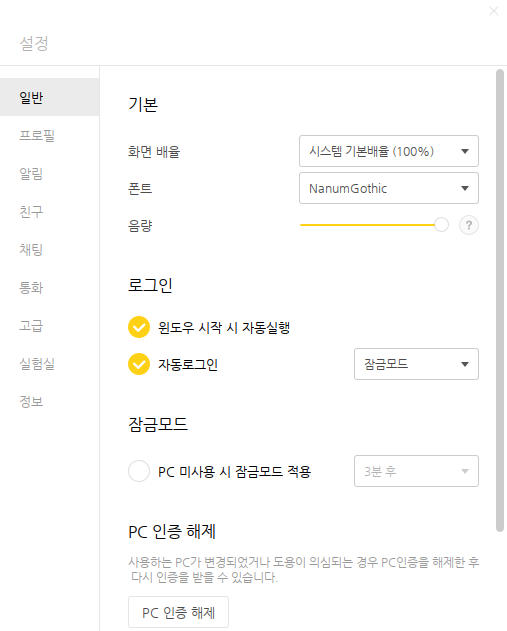 설정
일반
프로필
알림
친구
채팅
통화
고급
실험실
정보
기본
화면 배율
시스템 기본배율 (100%)
폰트
NanumGothic
음량
?
로그인
윈도우 시작 시 자동실행
자동로그인
잠금모드
잠금모드
PC 미사용 시 잠금모드 적용
3분 후
PC 인증 해제
사용하는 PC가 변경되었거나 도용이 의심되는 경우 PC인증을 해제한 후
다시 인증을 받을 수 있습니다.
PC 인증 해제